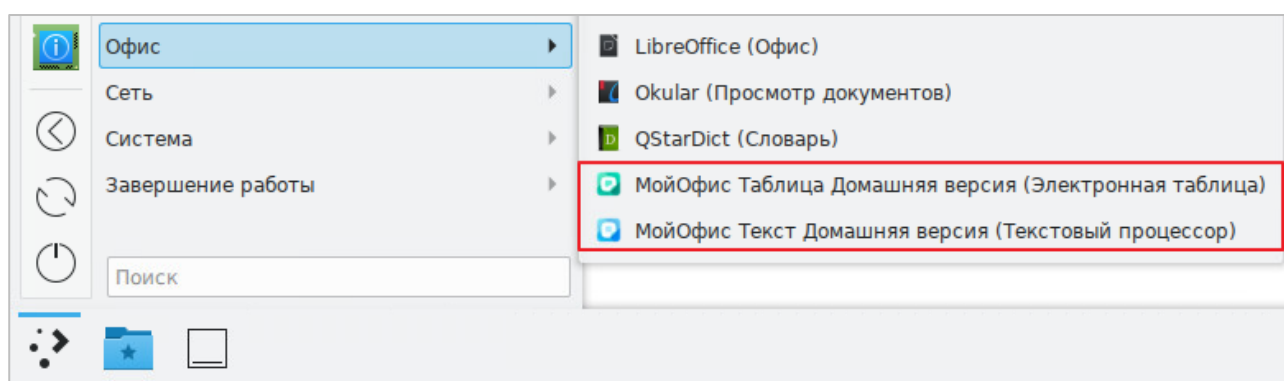 Офис
Сеть
Система
Завершение работы
Поиск
LibreOffice (Офис)
Okular (Просмотр документов)
QStarDict (Словарь)
МойОфис Таблица Домашняя версия (Электронная таблица)
МойОфис Текст Домашняя версия (Текстовый процессор)